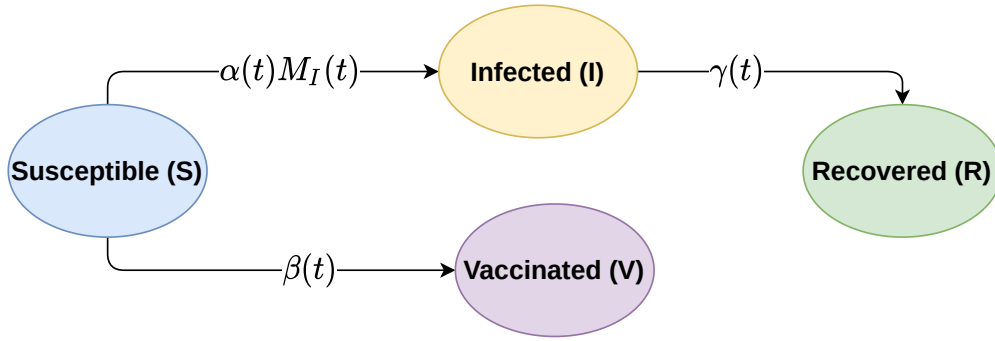 α(t)M_I(t)
Infected (I)
γ(t)
Susceptible (S)
Recovered (R)
β(t)
Vaccinated (V)